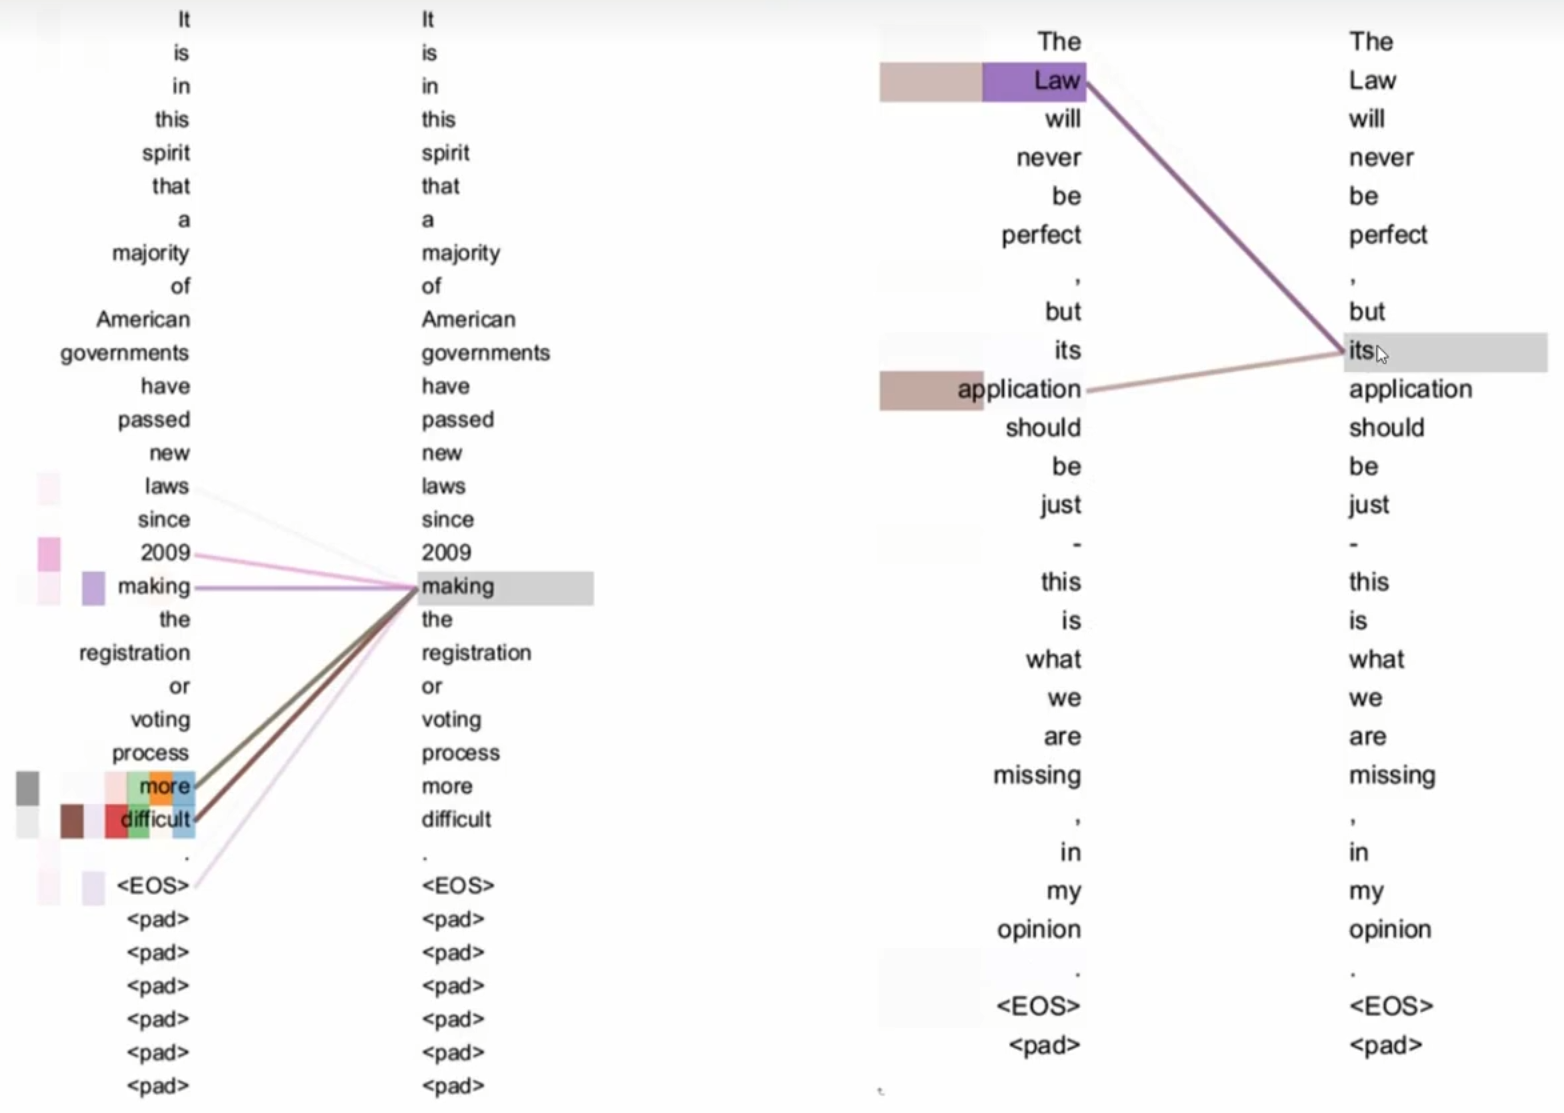 It
is
in
this
spirit
that
a
majority
of
American
governments
have
passed
new
laws
since
2009
making
the
registration
or
voting
process
more
difficult
.
<EOS>
<pad>
<pad>
<pad>
<pad>
<pad>
<pad>
It
is
in
this
spirit
that
a
majority
of
American
governments
have
passed
new
laws
since
2009
making
the
registration
or
voting
process
more
difficult
.
<EOS>
<pad>
<pad>
<pad>
<pad>
<pad>
<pad>
The
Law
will
never
be
perfect
,
but
its
application
should
be
just
-
this
is
what
we
are
missing
,
in
my
opinion
.
<EOS>
<pad>
The
Law
will
never
be
perfect
,
but
its
application
should
be
just
-
this
is
what
we
are
missing
,
in
my
opinion
.
<EOS>
<pad>